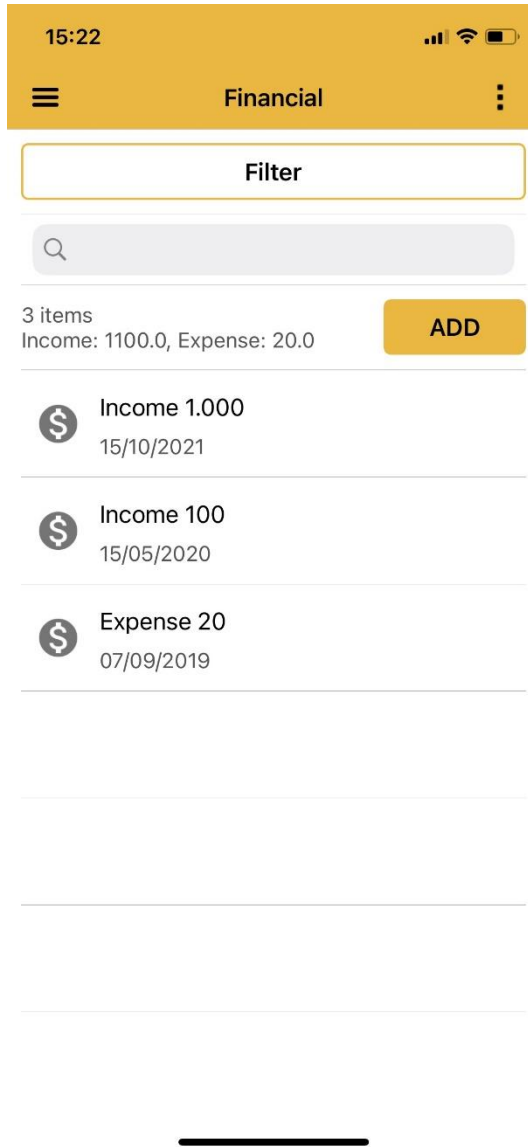 15:22
Financial
Filter
3 items
Income: 1100.0, Expense: 20.0
ADD
Income 1.000
15/10/2021
Income 100
15/05/2020
Expense 20
07/09/2019